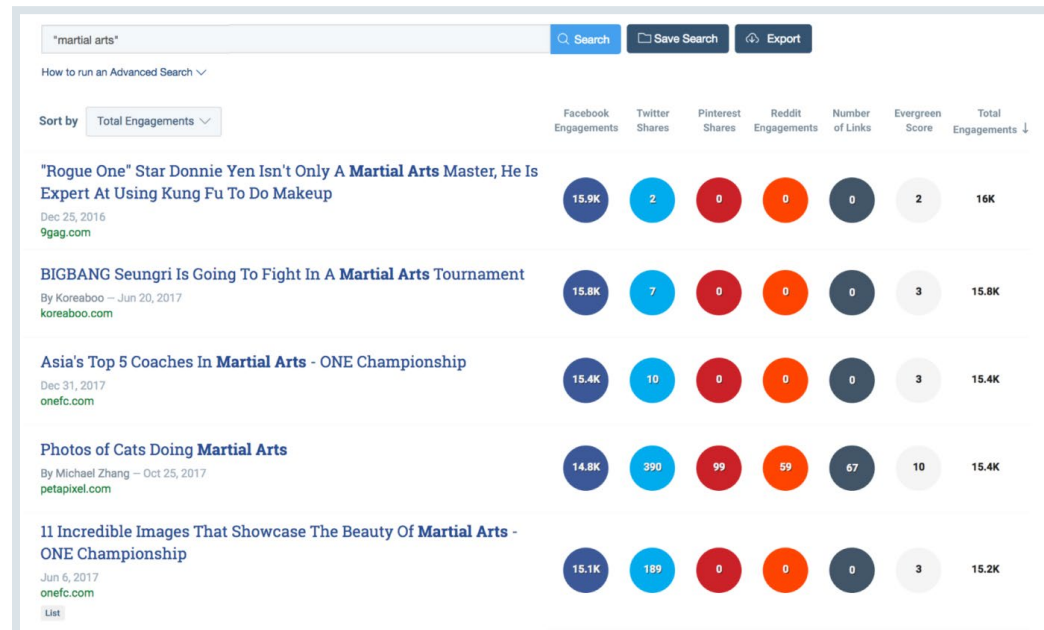 "martial arts"
Search
Save Search
Export
How to run an Advanced Search
Sort by
Total Engagements
Facebook Engagements
Twitter Shares
Pinterest Shares
Reddit Engagements
Number of Links
Evergreen Score
Total Engagements ↓
"Rogue One" Star Donnie Yen Isn't Only A Martial Arts Master, He Is
Expert At Using Kung Fu To Do Makeup
Dec 25, 2016
9gag.com
15.9K 2 0 0 0 2 16K
BIGBANG Seungri Is Going To Fight In A Martial Arts Tournament
By Koreaboo — Jun 20, 2017
koreaboo.com
15.8K 7 0 0 0 3 15.8K
Asia's Top 5 Coaches In Martial Arts - ONE Championship
Dec 31, 2017
onefc.com
15.4K 10 0 0 0 3 15.4K
Photos of Cats Doing Martial Arts
By Michael Zhang — Oct 25, 2017
petapixel.com
14.8K 390 99 59 67 10 15.4K
11 Incredible Images That Showcase The Beauty Of Martial Arts -
ONE Championship
Jun 6, 2017
onefc.com
List
15.1K 189 0 0 0 3 15.2K